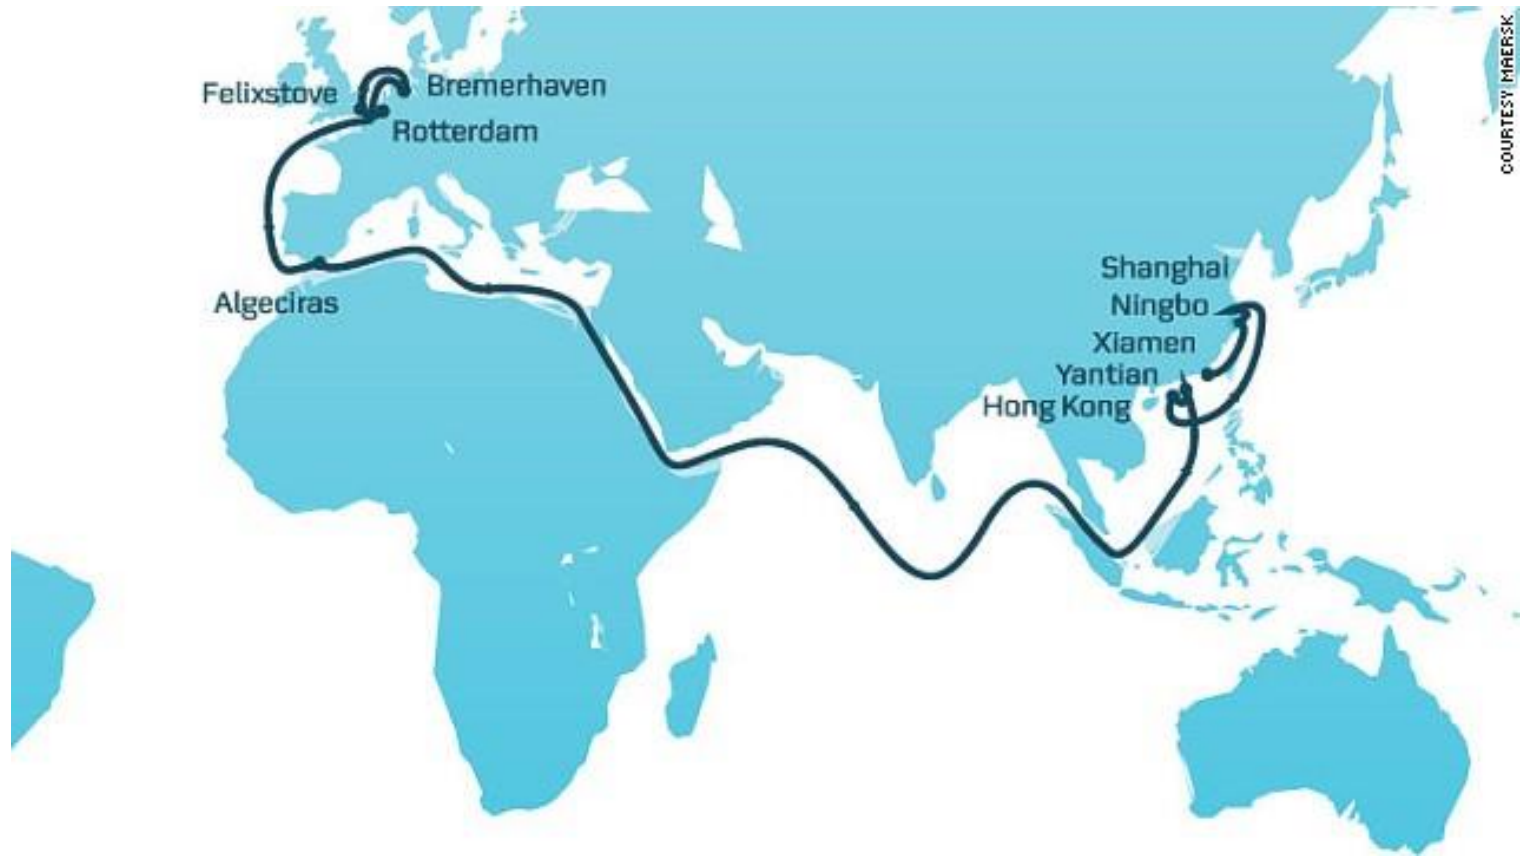 COURTESY MAERSK
Felixstove
Bremerhaven
Rotterdam
Algeciras
Shanghai
Ningbo
Xiamen
Yantian
Hong Kong